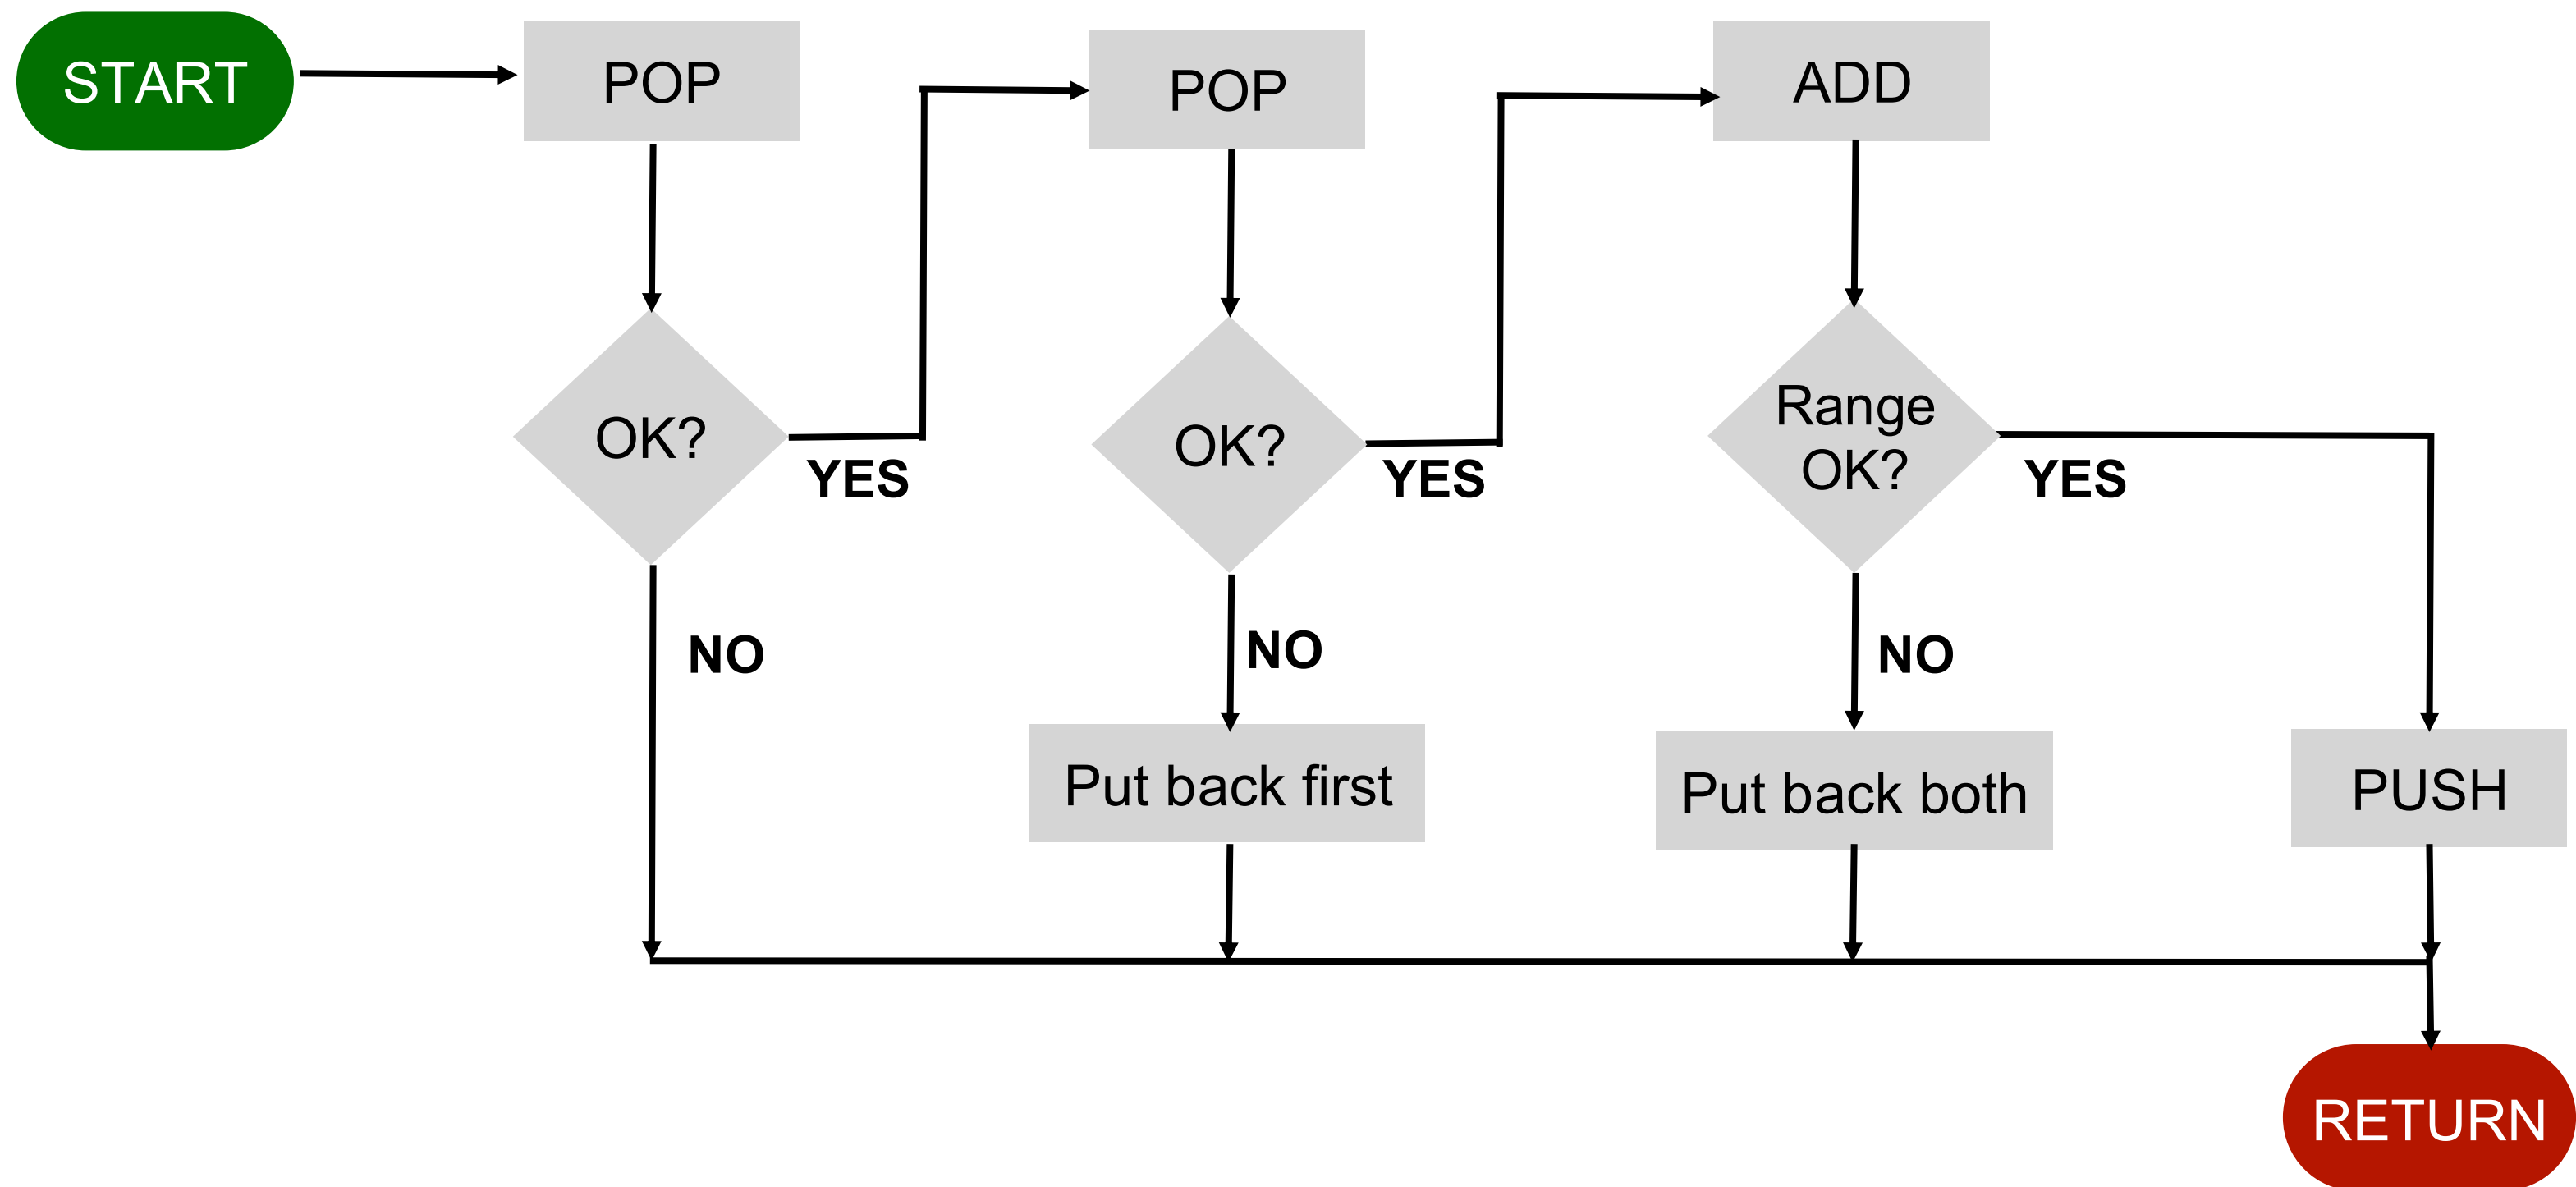 START
POP
POP
ADD
OK?
YES
OK?
YES
Range
OK?
YES
NO
NO
NO
Put back first
Put back both
PUSH
RETURN